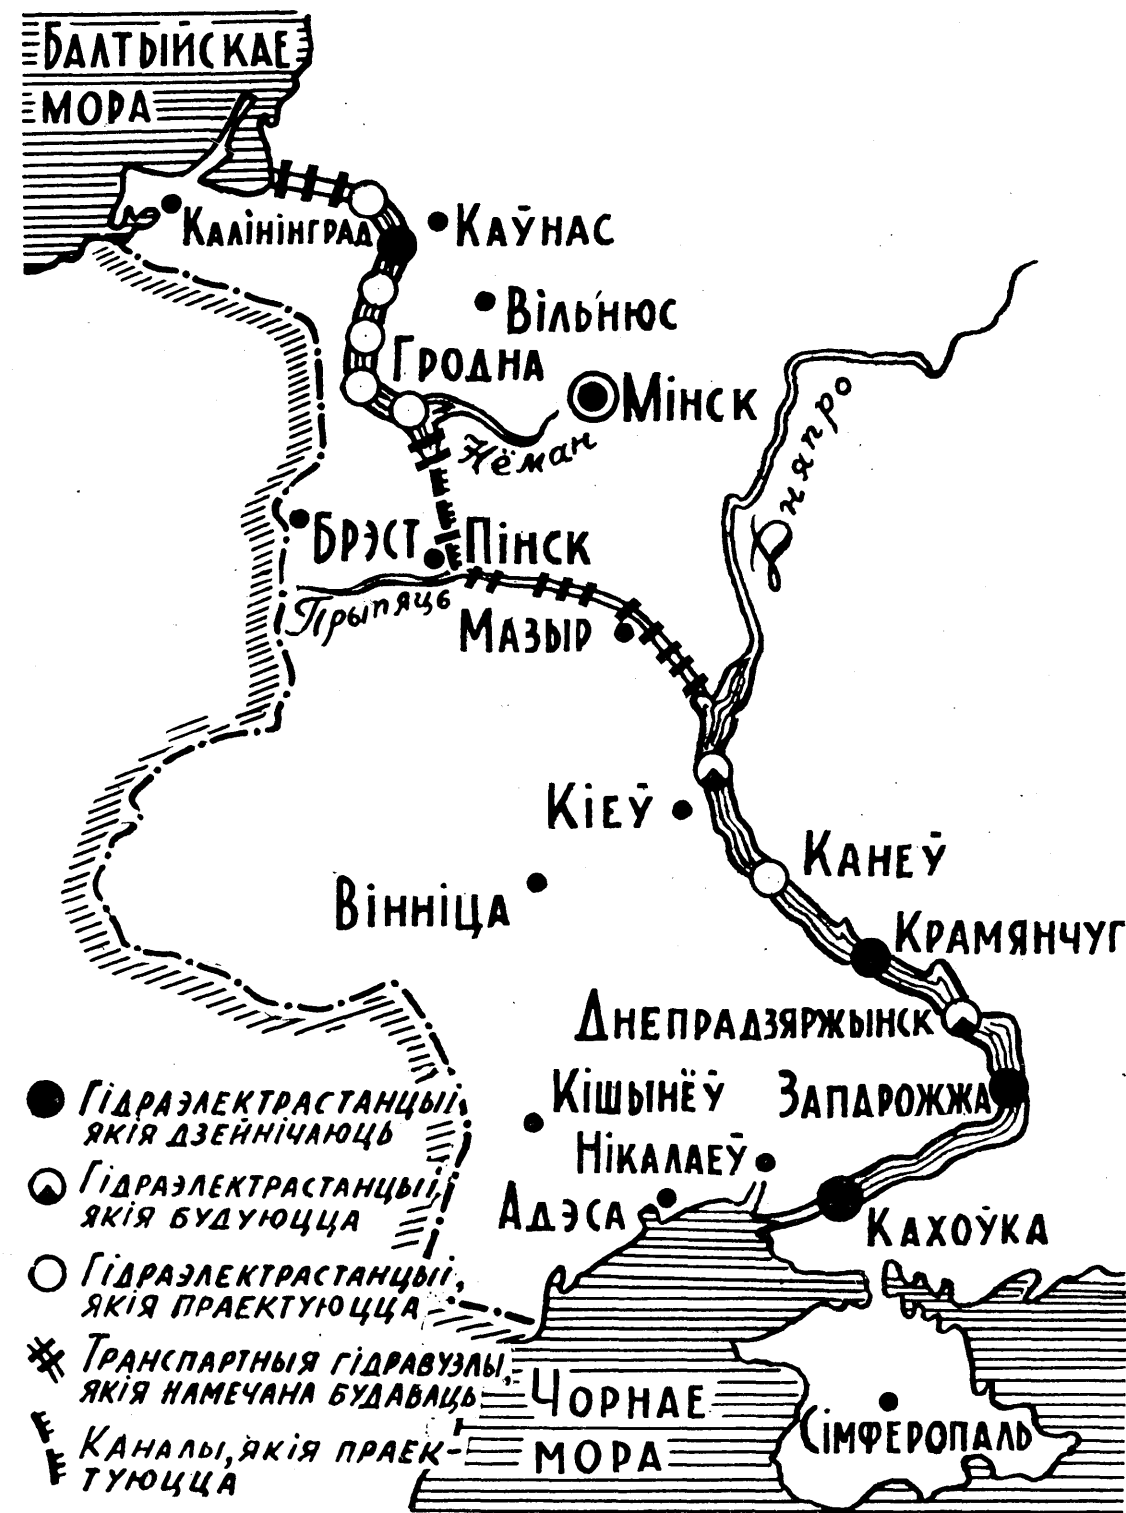 БАЛТЫЙСКАЕ
МОРА
КАЛІНІНГРАД
КАЎНАС
ВІЛЬНЮС
ГРОДНА
МІНСК
Нёман
Дняпро
БРЭСТ
ПІНСК
Прыпяць
МАЗЫР
КІЕЎ
КАНЕЎ
ВІННІЦА
КРАМЯНЧУГ
ДНЕПРАДЗЯРЖЫНСК
КІШЫНЁЎ
ЗАПАРОЖЖА
НІКАЛАЕЎ
АДЭСА
КАХОЎКА
ЧОРНАЕ
МОРА
СІМФЕРОПАЛЬ
ГІДРАЭЛЕКТРАСТАНЦЫІ,
ЯКІЯ ДЗЕЙНІЧАЮЦЬ
ГІДРАЭЛЕКТРАСТАНЦЫІ,
ЯКІЯ БУДУЮЦЦА
ГІДРАЭЛЕКТРАСТАНЦЫІ,
ЯКІЯ ПРАЕКТУЮЦЦА
ТРАНСПАРТНЫЯ ГІДРАВУЗЛЫ,
ЯКІЯ НАМЕЧАНА БУДАВАЦЬ
КАНАЛЫ, ЯКІЯ ПРАЕК-
ТУЮЦЦА